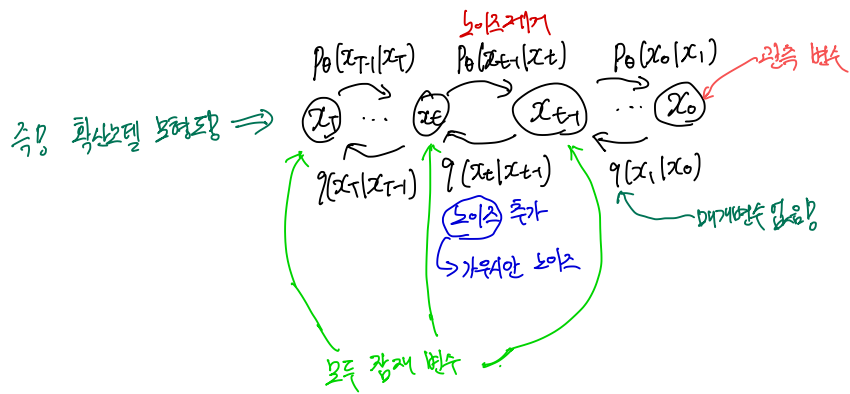 노이즈제거
pθ(xT-1|xT) pθ(xt-1|xt) pθ(x0|x1) 관측 변수
즉, 확산모델 모형도망 ⇒ xT ... xt xt-1 ... x0
q(xT|xT-1) q(xt|xt-1) q(x1|x0)
노이즈 추가 매개변수 없음!
가우시안 노이즈
모두 잠재 변수